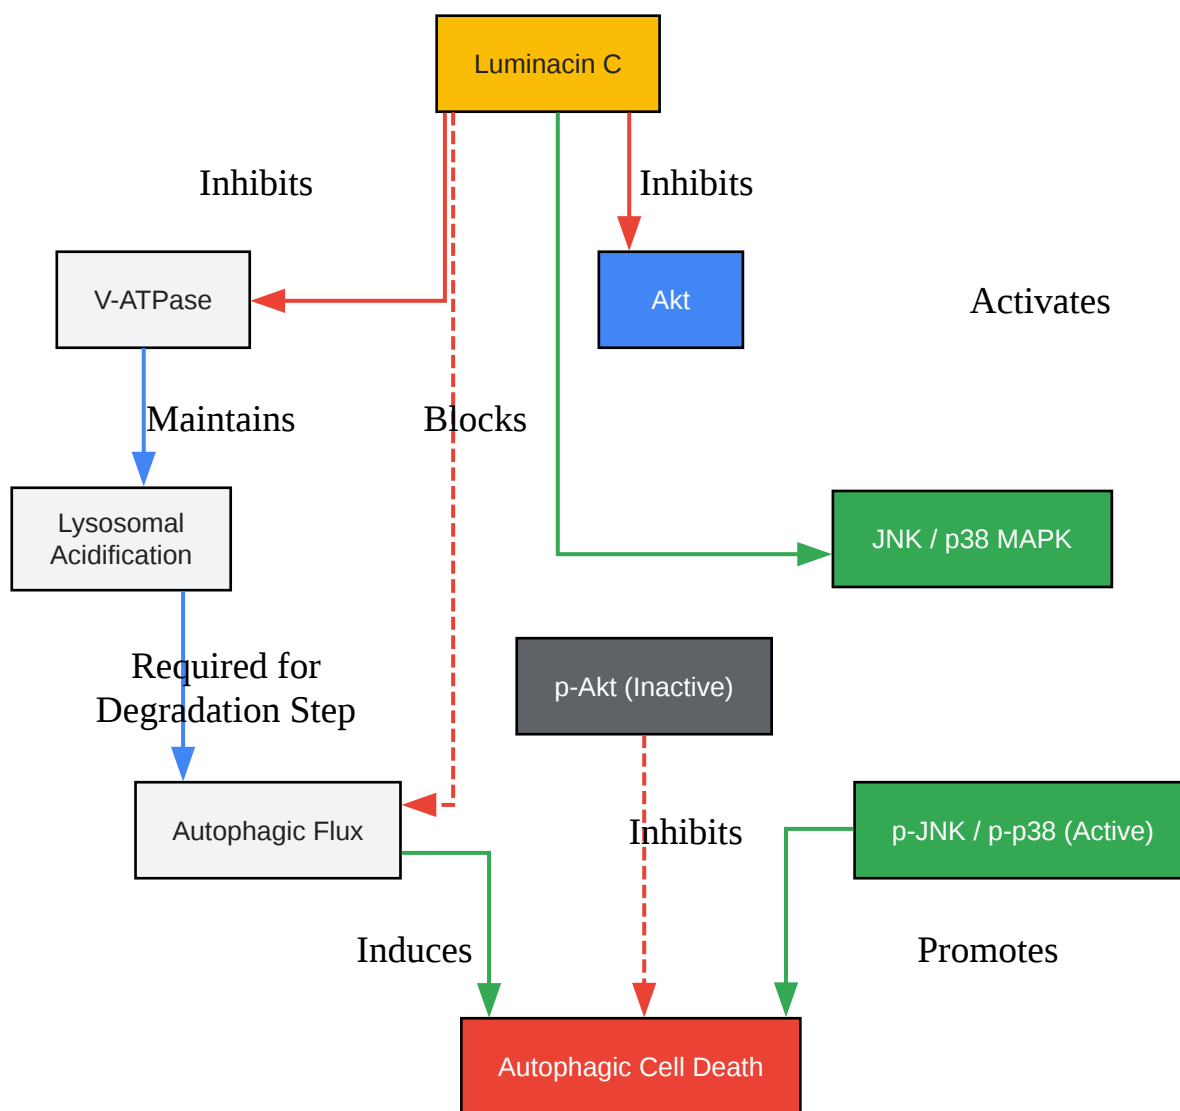 Luminacin C
Inhibits
Inhibits
V-ATPase
Akt
Activates
Maintains
Blocks
Lysosomal
Acidification
JNK / p38 MAPK
Required for
Degradation Step
p-Akt (Inactive)
Autophagic Flux
Inhibits
p-JNK / p-p38 (Active)
Induces
Promotes
Autophagic Cell Death